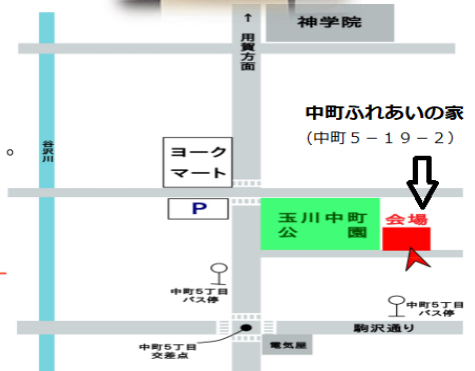 神学院
↑
用賀方面
中町ふれあいの家
(中町5-19-2)
谷沢川
ヨーク
マート
P
玉川中町
公園
会場
中町5丁目
バス停
中町5丁目
バス停
駒沢通り
中町5丁目
交差点
電気屋